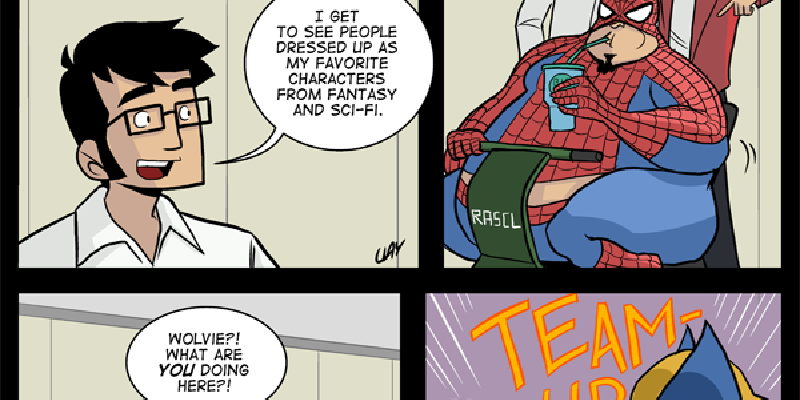 I GET
TO SEE PEOPLE
DRESSED UP AS
MY FAVORITE
CHARACTERS
FROM FANTASY
AND SCI-FI.
RASCL
WOLVIE?!
WHAT ARE
YOU DOING
HERE?!
TEAM-
UP